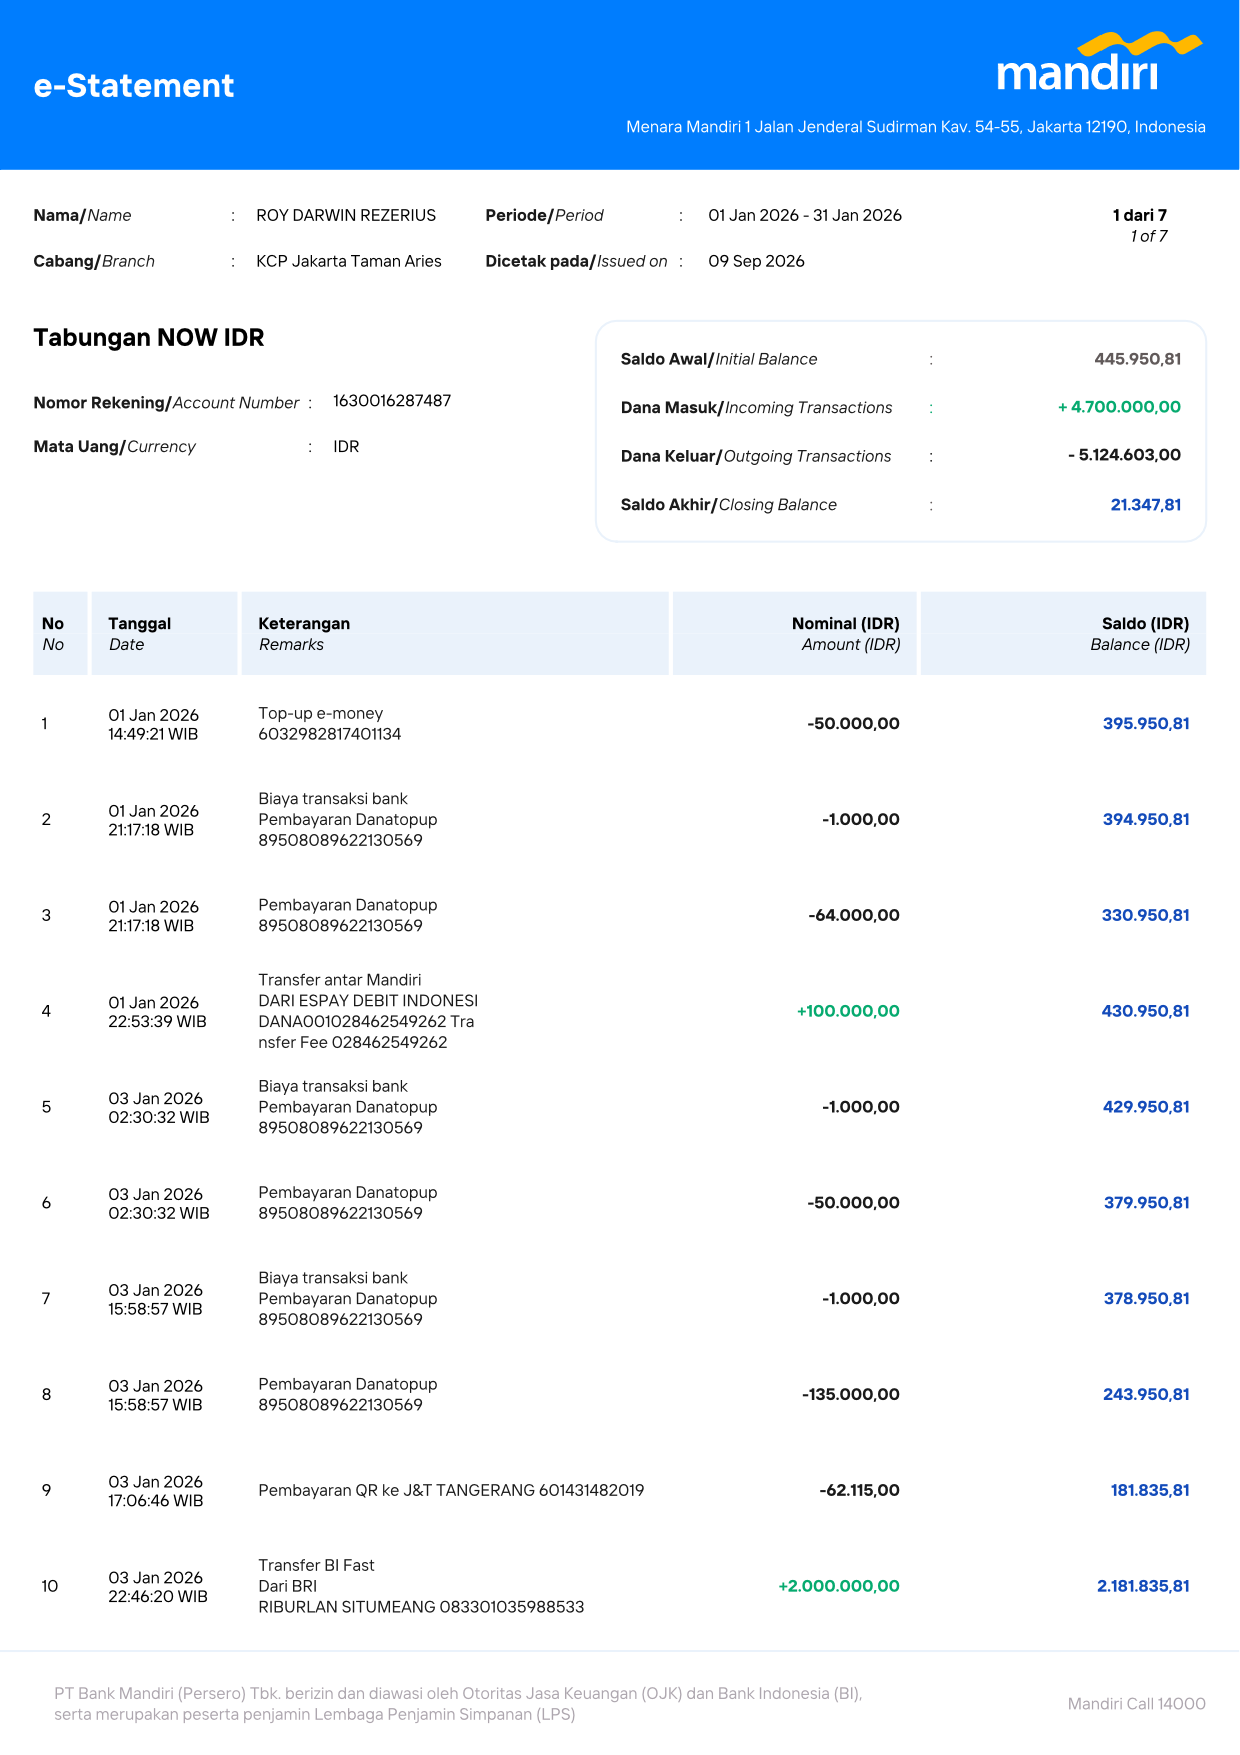 e-Statement
mandiri
Menara Mandiri 1 Jalan Jenderal Sudirman Kav. 54-55, Jakarta 12190, Indonesia
Nama/Name : ROY DARWIN REZERIUS Periode/Period : 01 Jan 2026 - 31 Jan 2026 1 dari 7
1 of 7
Cabang/Branch : KCP Jakarta Taman Aries Dicetak pada/Issued on : 09 Sep 2026
Tabungan NOW IDR
Nomor Rekening/Account Number : 1630016287487
Mata Uang/Currency : IDR
Saldo Awal/Initial Balance : 445.950,81
Dana Masuk/Incoming Transactions : + 4.700.000,00
Dana Keluar/Outgoing Transactions : - 5.124.603,00
Saldo Akhir/Closing Balance : 21.347,81
No Tanggal Keterangan Nominal (IDR) Saldo (IDR)
No Date Remarks Amount (IDR) Balance (IDR)
1 01 Jan 2026 14:49:21 WIB Top-up e-money -50.000,00 395.950,81
6032982817401134
2 01 Jan 2026 21:17:18 WIB Biaya transaksi bank -1.000,00 394.950,81
Pembayaran Danatopup
89508089622130569
3 01 Jan 2026 21:17:18 WIB Pembayaran Danatopup -64.000,00 330.950,81
89508089622130569
4 01 Jan 2026 22:53:39 WIB Transfer antar Mandiri +100.000,00 430.950,81
DARI ESPAY DEBIT INDONESI
DANA001028462549262 Tra
nsfer Fee 028462549262
5 03 Jan 2026 02:30:32 WIB Biaya transaksi bank -1.000,00 429.950,81
Pembayaran Danatopup
89508089622130569
6 03 Jan 2026 02:30:32 WIB Pembayaran Danatopup -50.000,00 379.950,81
89508089622130569
7 03 Jan 2026 15:58:57 WIB Biaya transaksi bank -1.000,00 378.950,81
Pembayaran Danatopup
89508089622130569
8 03 Jan 2026 15:58:57 WIB Pembayaran Danatopup -135.000,00 243.950,81
89508089622130569
9 03 Jan 2026 17:06:46 WIB Pembayaran QR ke J&T TANGERANG 601431482019 -62.115,00 181.835,81
10 03 Jan 2026 22:46:20 WIB Transfer BI Fast +2.000.000,00 2.181.835,81
Dari BRI
RIBURLAN SITUMEANG 083301035988533
PT Bank Mandiri (Persero) Tbk. berizin dan diawasi oleh Otoritas Jasa Keuangan (OJK) dan Bank Indonesia (BI),
serta merupakan peserta penjamin Lembaga Penjamin Simpanan (LPS)
Mandiri Call 14000